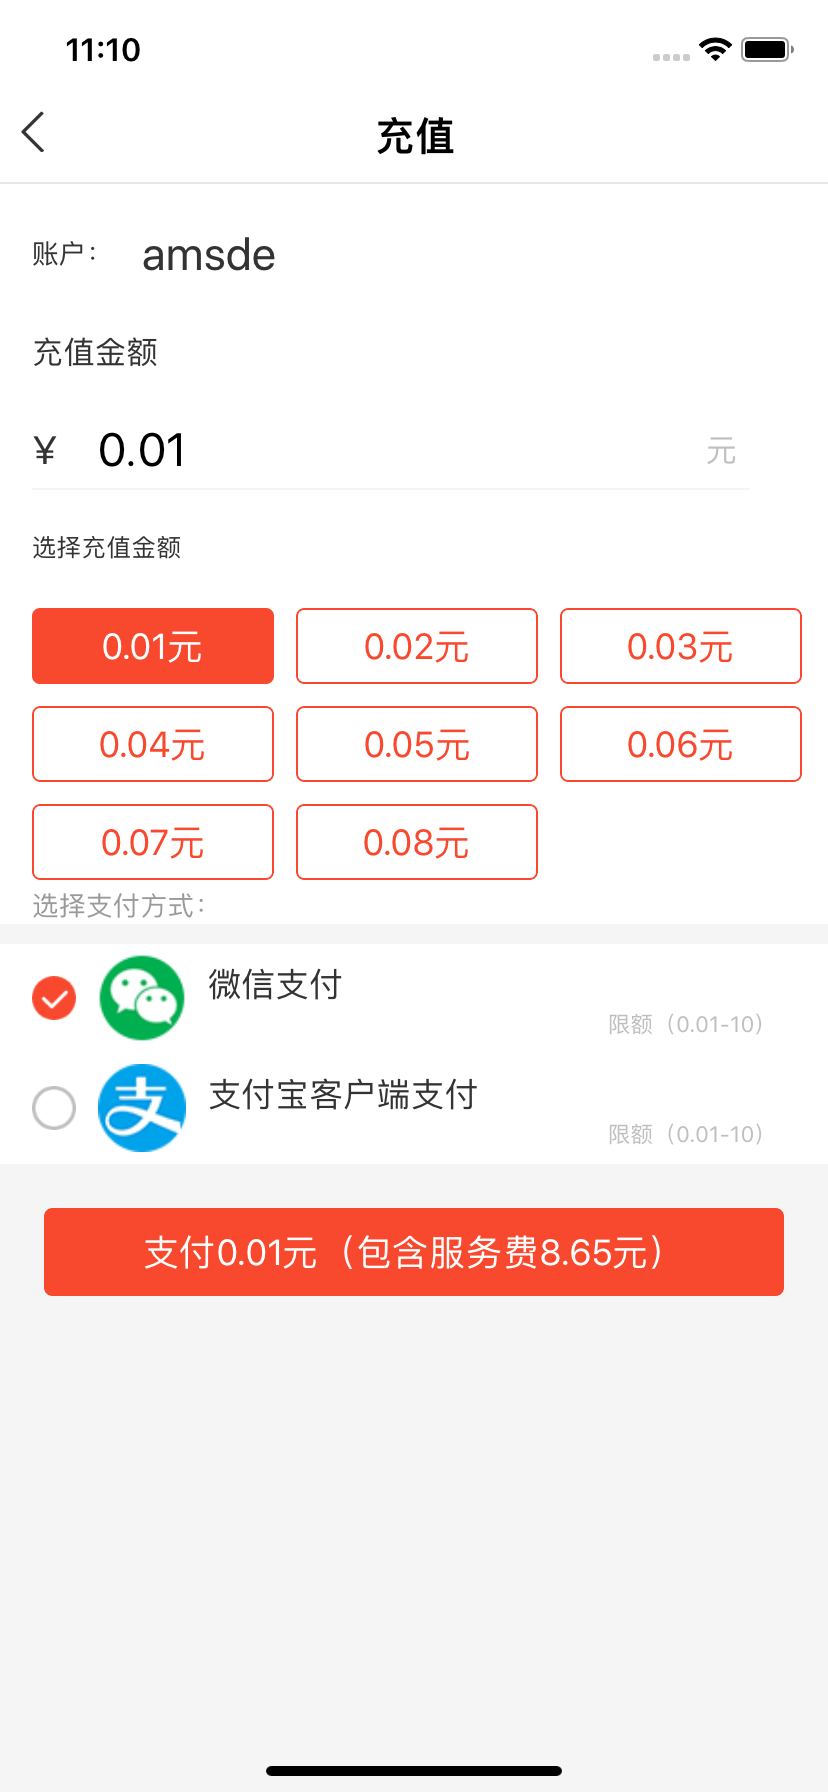 11:10
充值
账户： amsde
充值金额
¥ 0.01 元
选择充值金额
0.01元 0.02元 0.03元
0.04元 0.05元 0.06元
0.07元 0.08元
选择支付方式：
微信支付
限额（0.01-10）
支付宝客户端支付
限额（0.01-10）
支付0.01元（包含服务费8.65元）